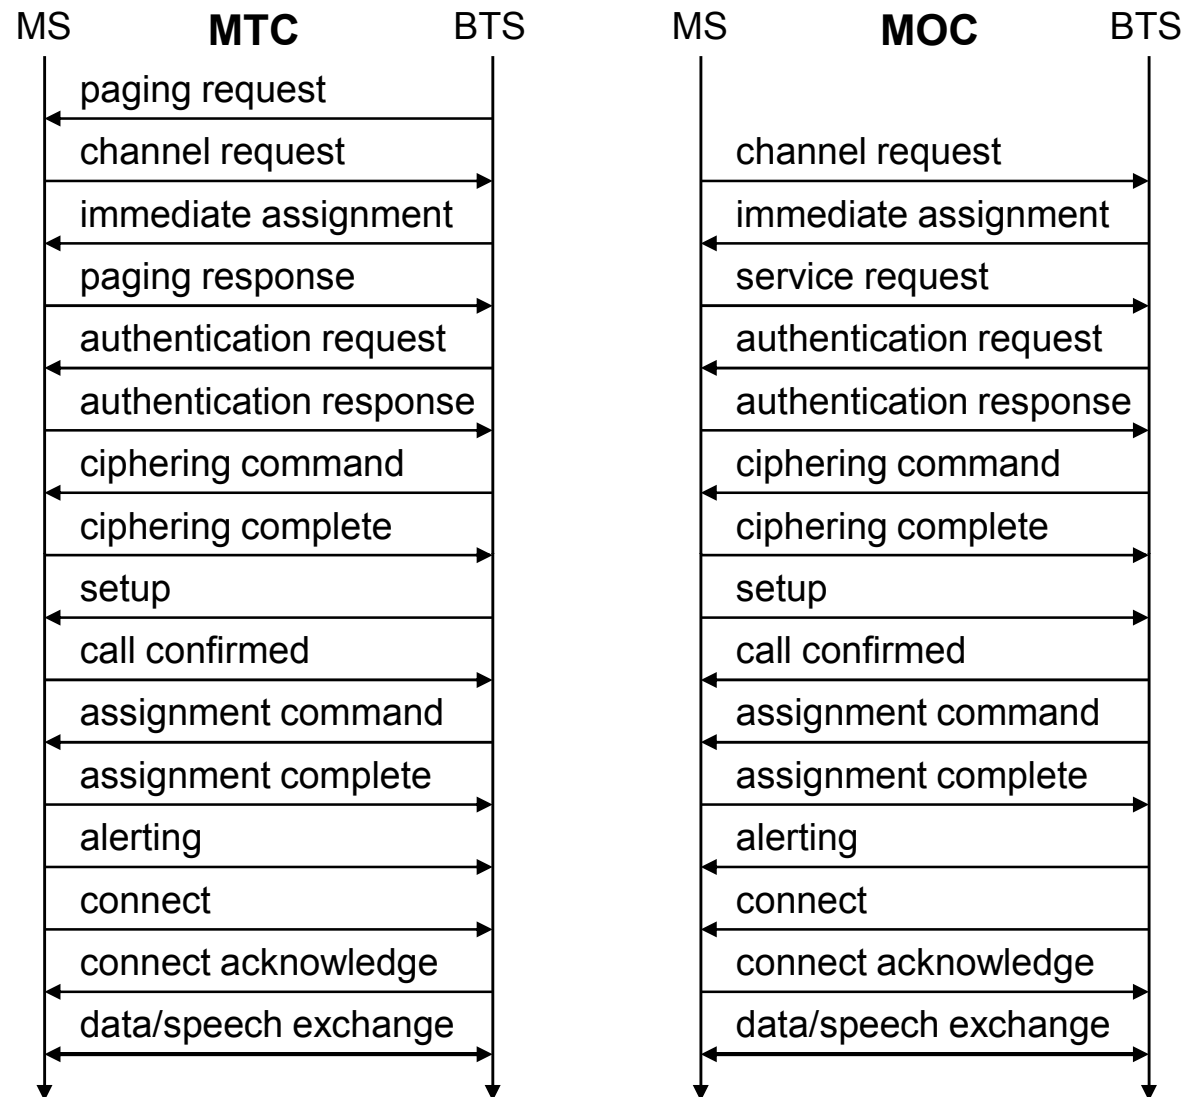 MS MTC BTS
paging request
channel request
immediate assignment
paging response
authentication request
authentication response
ciphering command
ciphering complete
setup
call confirmed
assignment command
assignment complete
alerting
connect
connect acknowledge
data/speech exchange
MS MOC BTS
channel request
immediate assignment
service request
authentication request
authentication response
ciphering command
ciphering complete
setup
call confirmed
assignment command
assignment complete
alerting
connect
connect acknowledge
data/speech exchange